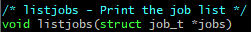 /* listjobs - Print the job list */
void listjobs(struct job_t *jobs)